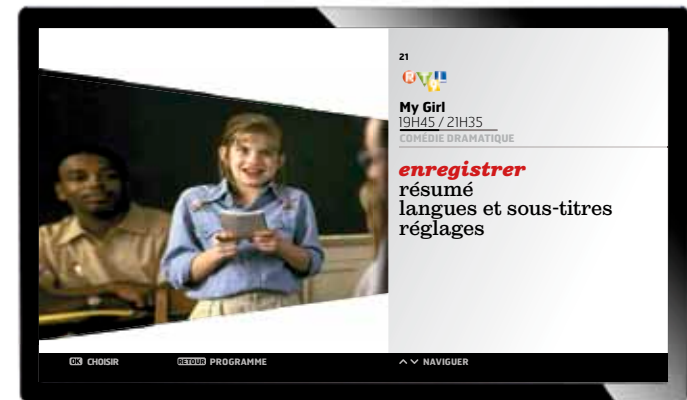 21
RTL9
My Girl
19H45 / 21H35
COMÉDIE DRAMATIQUE
enregistrer
résumé
langues et sous-titres
réglages
OK CHOISIR
RETOUR PROGRAMME
NAVIGUER